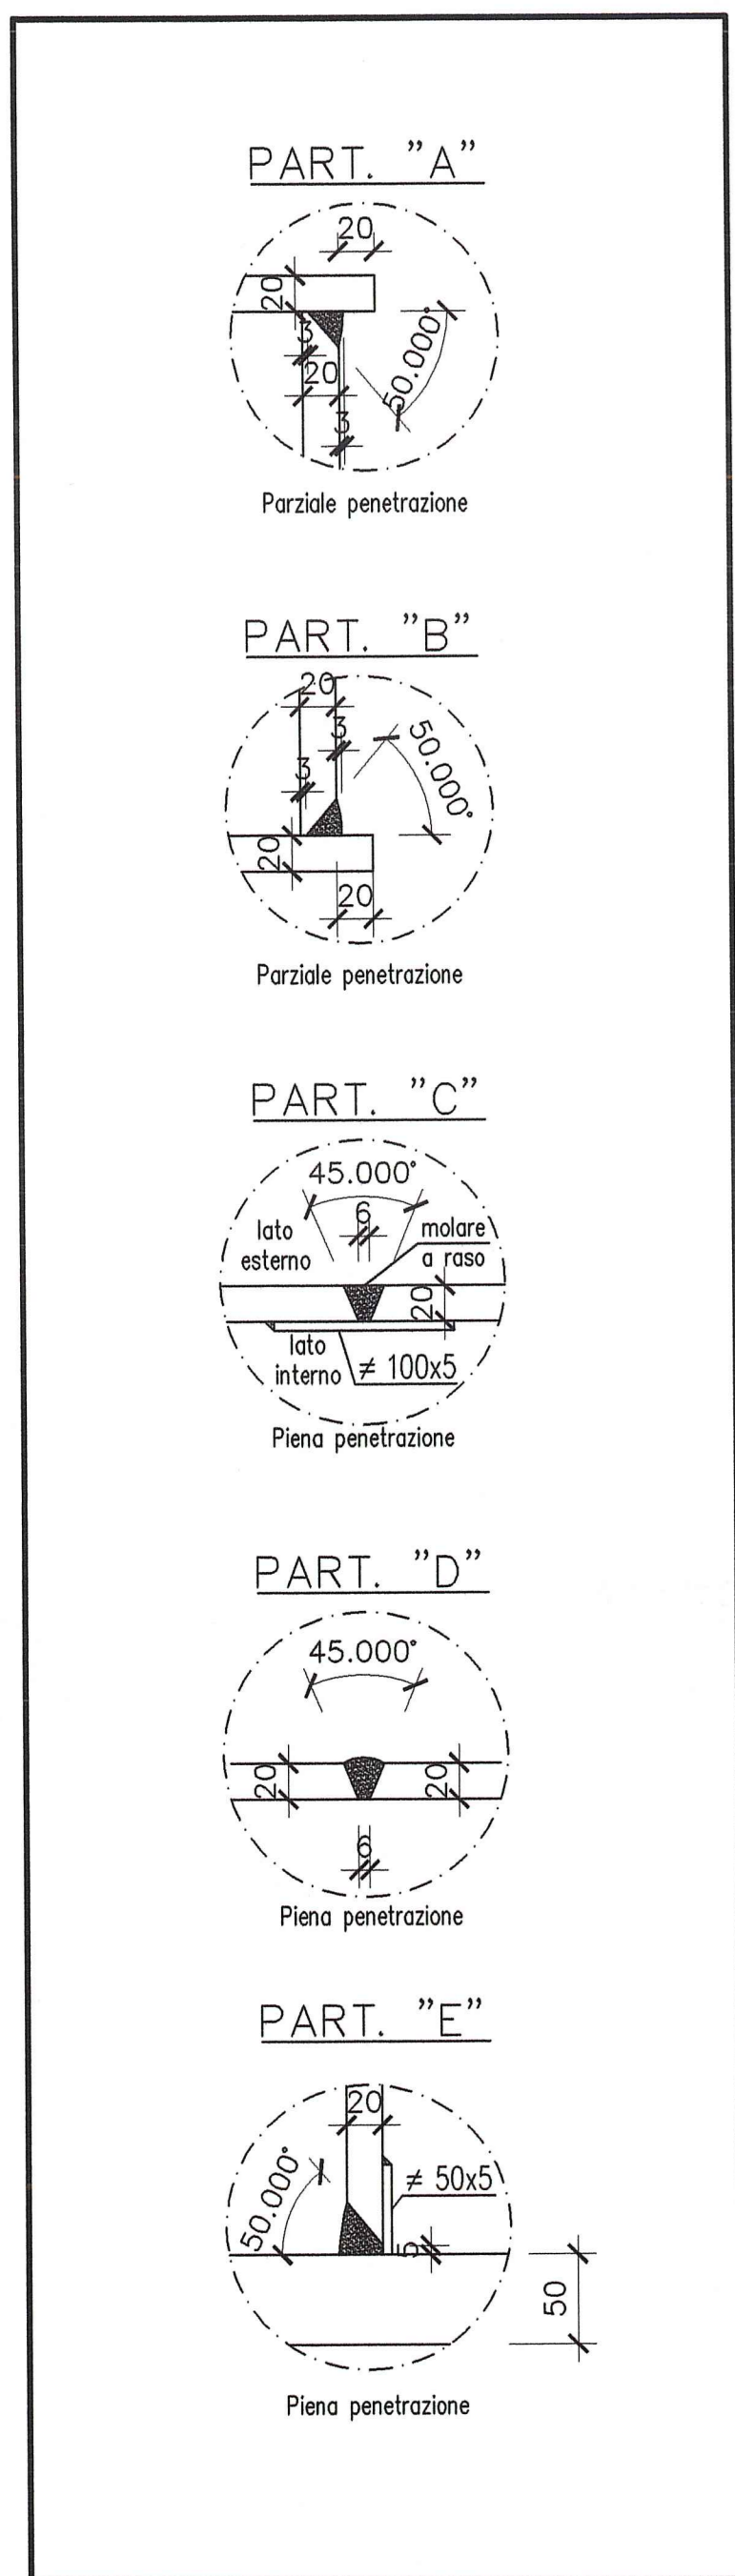 PART. "A"
20
20
3
50.000°
20
3
Parziale penetrazione
PART. "B"
20
3
50.000°
3
20
20
Parziale penetrazione
PART. "C"
45.000°
6
lato
esterno
molare
a raso
20
lato
interno
≠ 100x5
Piena penetrazione
PART. "D"
45.000°
20
20
6
Piena penetrazione
PART. "E"
20
50.000°
≠ 50x5
5
50
Piena penetrazione